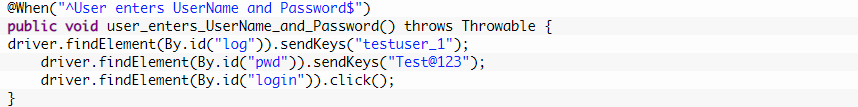 @When("^User enters UserName and Password$")
public void user_enters_UserName_and_Password() throws Throwable {
driver.findElement(By.id("log")).sendKeys("testuser_1");
    driver.findElement(By.id("pwd")).sendKeys("Test@123");
    driver.findElement(By.id("login")).click();
}